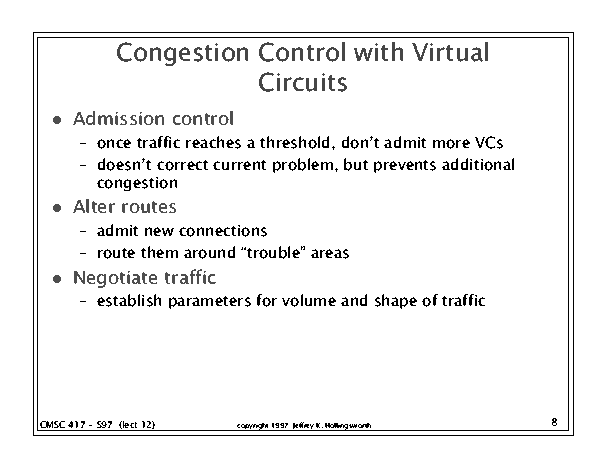 Congestion Control with Virtual
Circuits
● Admission control
– once traffic reaches a threshold, don't admit more VCs
– doesn't correct current problem, but prevents additional
congestion
● Alter routes
– admit new connections
– route them around “trouble” areas
● Negotiate traffic
– establish parameters for volume and shape of traffic
CMSC 417 - S97 (lect 12)
copyright 1997 Jeffrey K. Hollingsworth
8